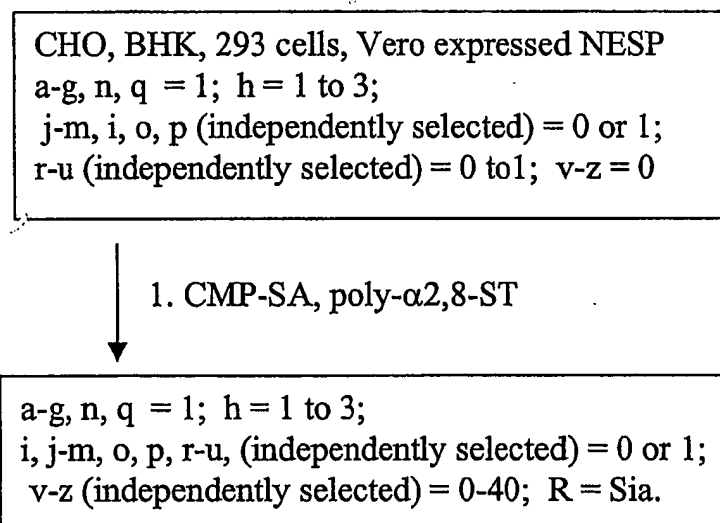 CHO, BHK, 293 cells, Vero expressed NESP
a-g, n, q = 1; h = 1 to 3;
j-m, i, o, p (independently selected) = 0 or 1;
r-u (independently selected) = 0 to1; v-z = 0
1. CMP-SA, poly-α2,8-ST
a-g, n, q = 1; h = 1 to 3;
i, j-m, o, p, r-u, (independently selected) = 0 or 1;
v-z (independently selected) = 0-40; R = Sia.